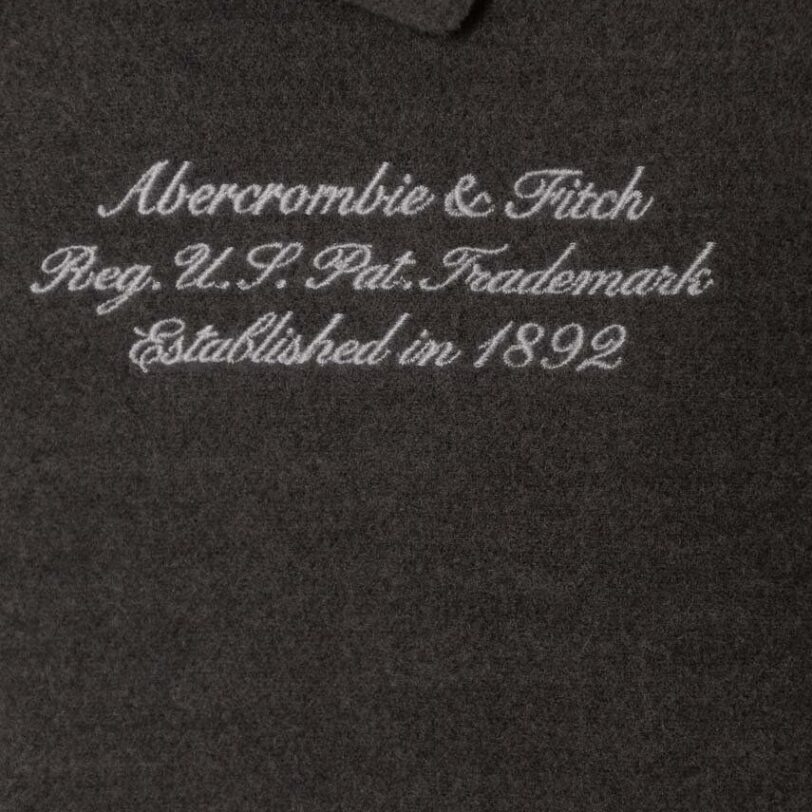 Abercrombie & Fitch
Reg. U.S. Pat. Trademark
Established in 1892